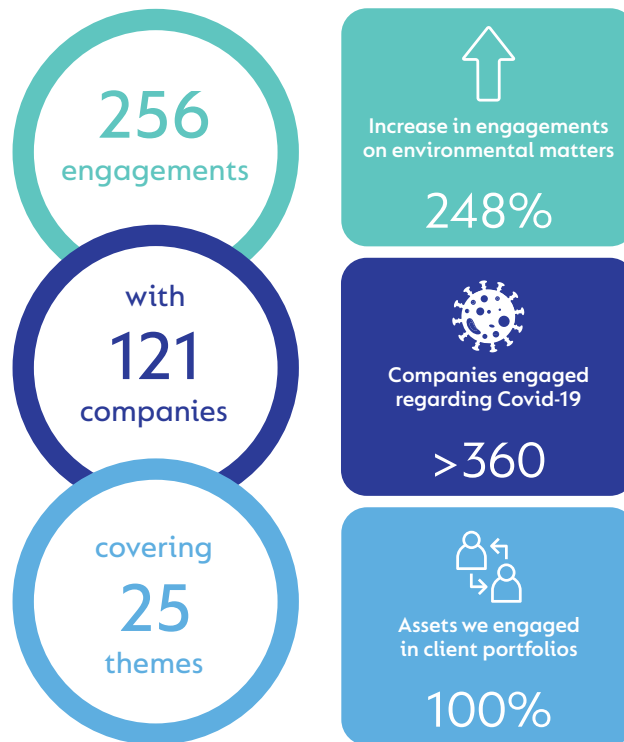 256
engagements
with
121
companies
covering
25
themes
Increase in engagements
on environmental matters
248%
Companies engaged
regarding Covid-19
>360
Assets we engaged
in client portfolios
100%